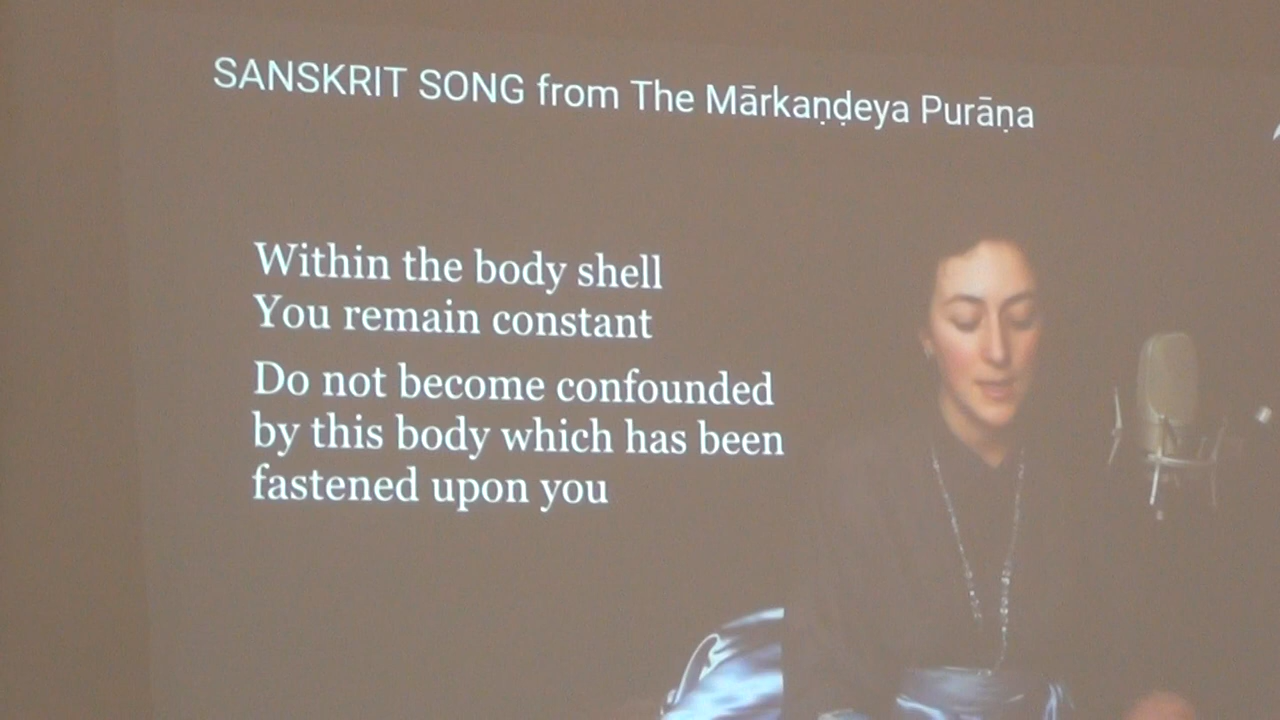 SANSKRIT SONG from The Mārkaṇḍeya Purāṇa
Within the body shell
You remain constant
Do not become confounded
by this body which has been
fastened upon you